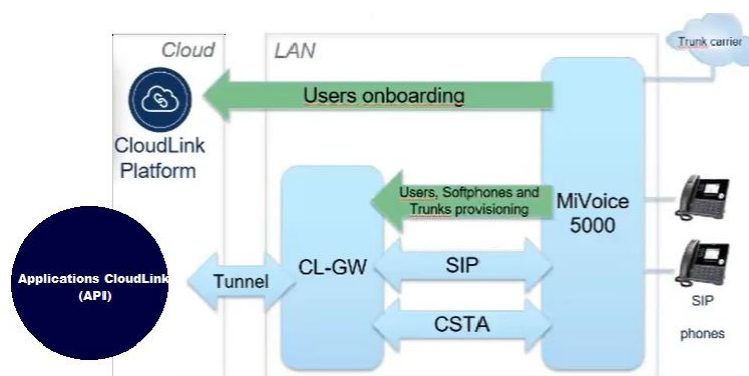 Cloud
LAN
Trunk carrier
Users onboarding
CloudLink
Platform
Users, Softphones and
Trunks provisioning
MiVoice
5000
Applications CloudLink
(API)
Tunnel
CL-GW
SIP
CSTA
SIP
phones